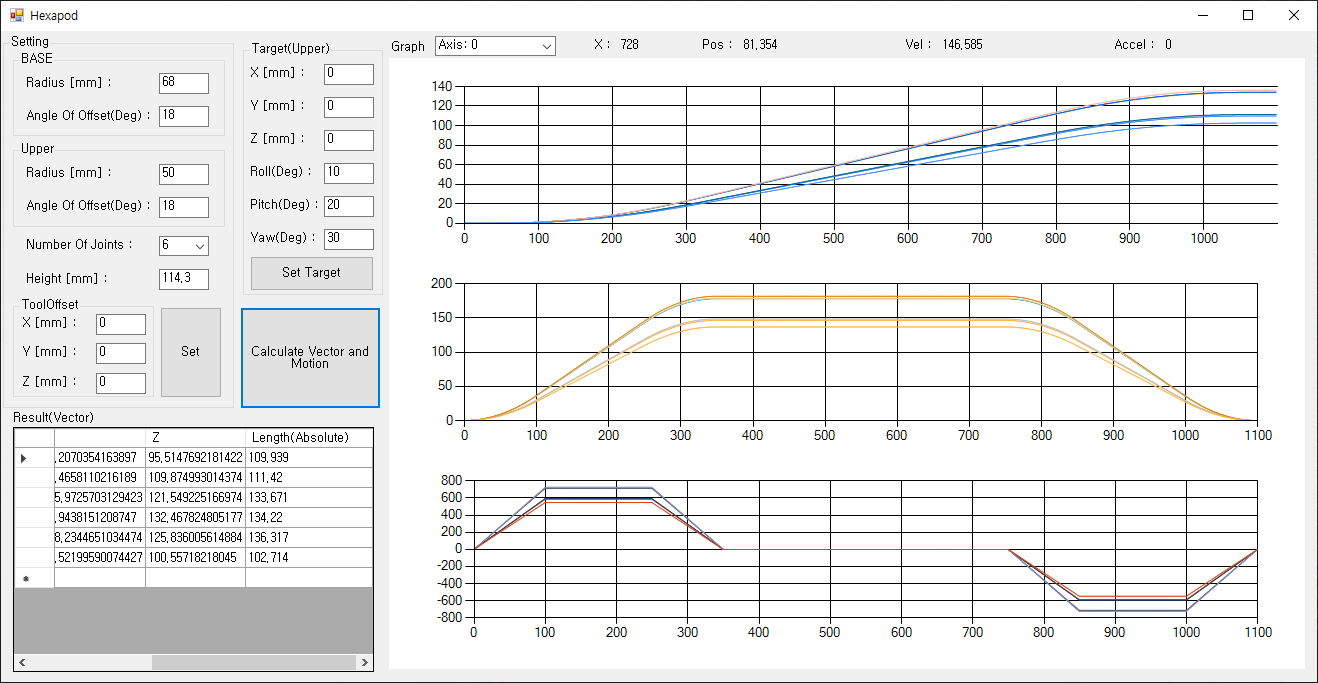 Hexapod
Setting
BASE
Radius [mm] : 68
Angle Of Offset(Deg) : 18
Upper
Radius [mm] : 50
Angle Of Offset(Deg) : 18
Number Of Joints : 6
Height [mm] : 114,3
ToolOffset
X [mm] : 0
Y [mm] : 0
Z [mm] : 0
Set
Target(Upper)
X [mm] : 0
Y [mm] : 0
Z [mm] : 0
Roll(Deg) : 10
Pitch(Deg) : 20
Yaw(Deg) : 30
Set Target
Calculate Vector and
Motion
Result(Vector)
Z Length(Absolute)
,2070354163897 95,5147692181422 109,939
,4658110216189 109,874993014374 111,42
5,9725703129423 121,549225166974 133,671
,9438151208747 132,467824805177 134,22
8,2344651034474 125,836005614884 136,317
,52199590074427 100,55718218045 102,714
Graph Axis: 0 X : 728 Pos : 81,354 Vel : 146,585 Accel : 0
140
120
100
80
60
40
20
0
0 100 200 300 400 500 600 700 800 900 1000
200
150
100
50
0
0 100 200 300 400 500 600 700 800 900 1000 1100
800
600
400
200
0
-200
-400
-600
-800
0 100 200 300 400 500 600 700 800 900 1000 1100